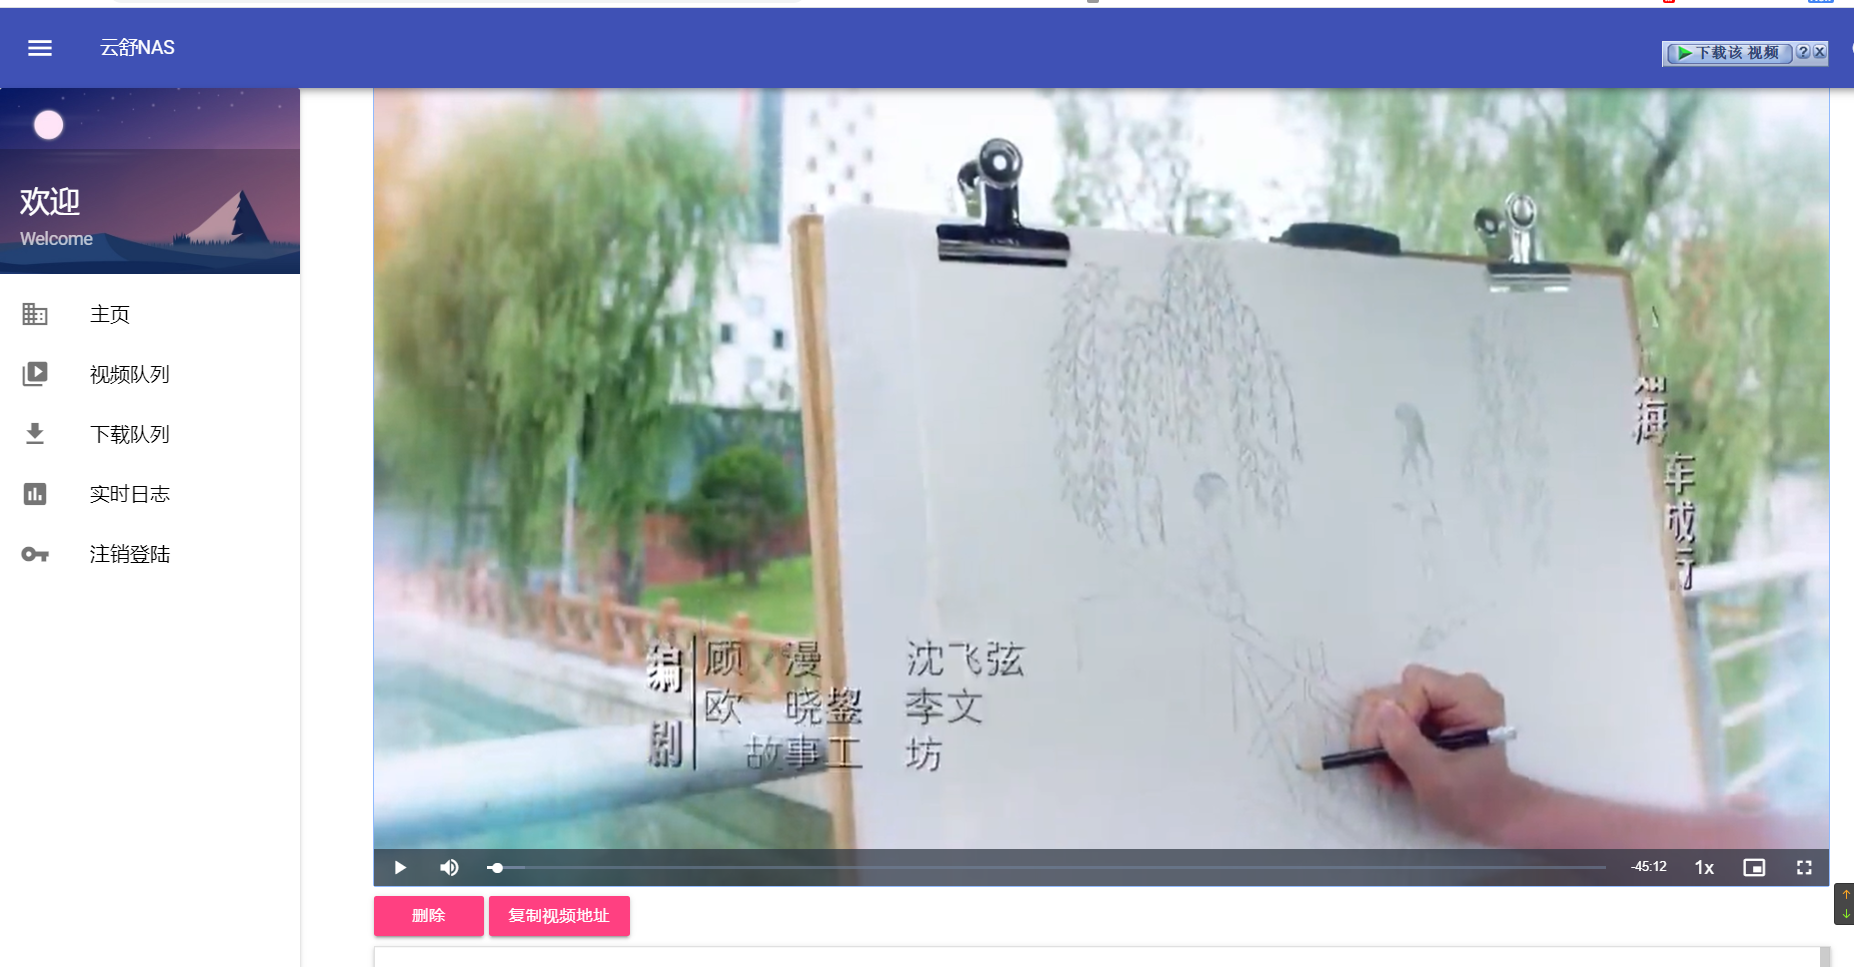 云舒NAS
下载该 视频
欢迎
Welcome
主页
视频队列
下载队列
实时日志
注销登陆
海
车成行
编剧
顾 漫 沈飞弦
欧 晓鋆 李文
故事工 坊
-45:12
1x
删除
复制视频地址